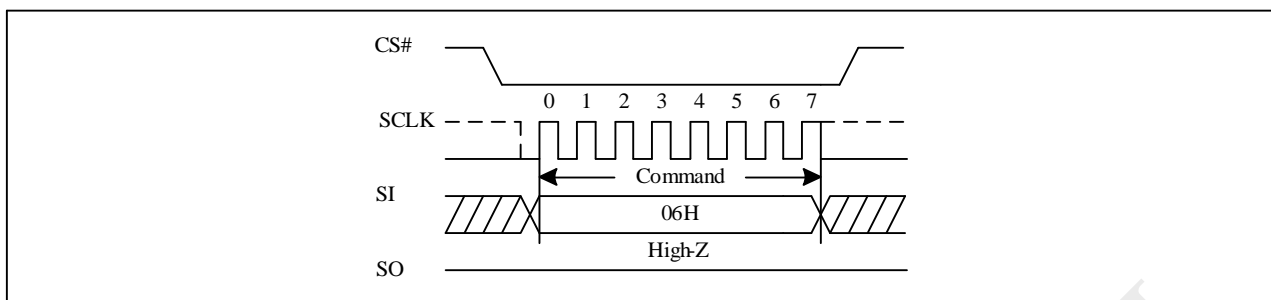 CS#
0 1 2 3 4 5 6 7
SCLK
Command
SI
06H
High-Z
SO